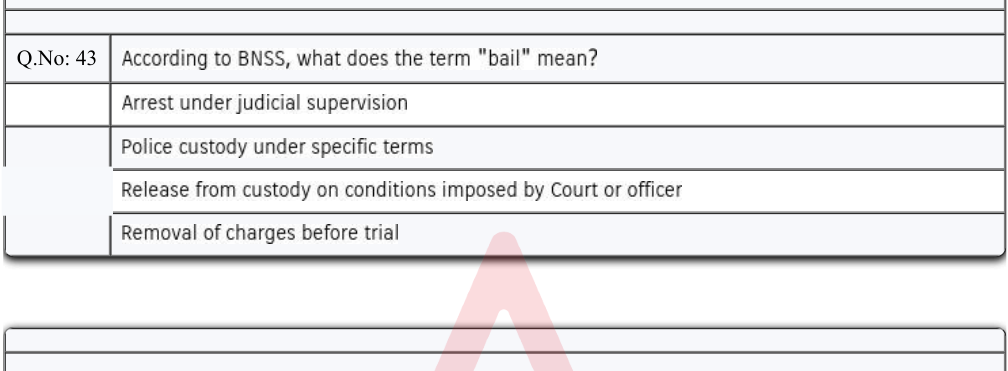 Q.No: 43 According to BNSS, what does the term "bail" mean?
Arrest under judicial supervision
Police custody under specific terms
Release from custody on conditions imposed by Court or officer
Removal of charges before trial